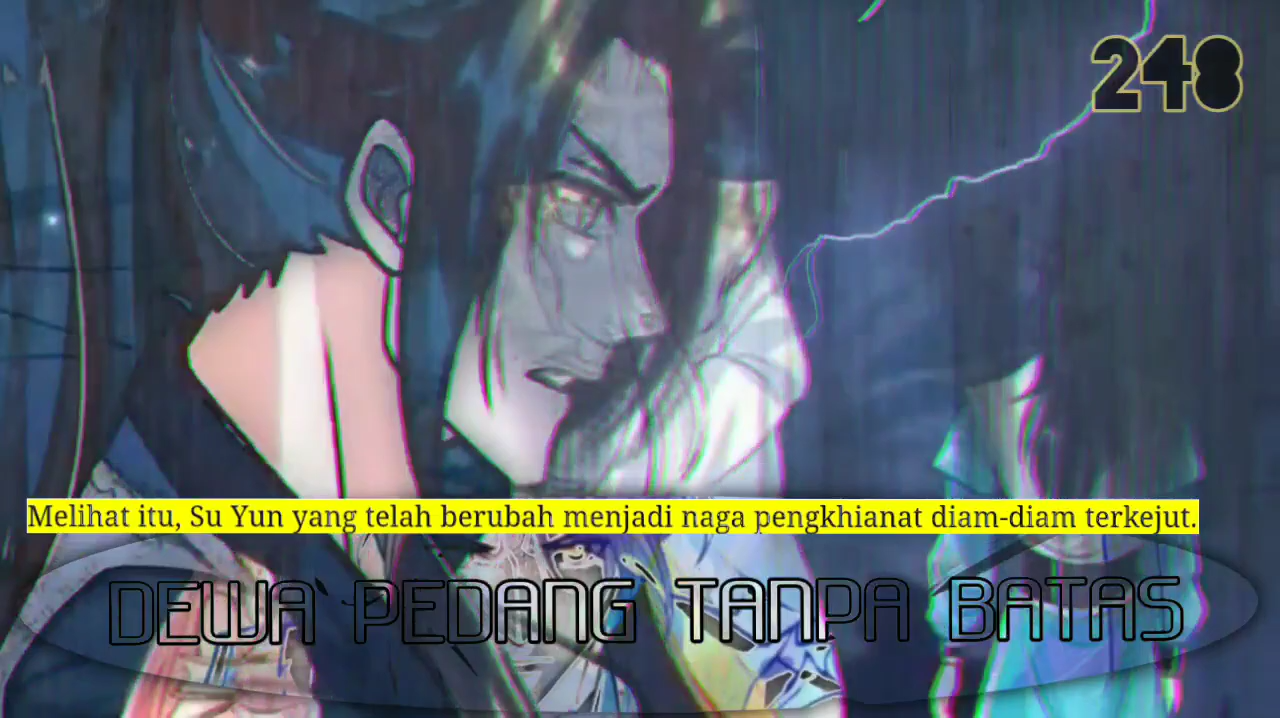 248
Melihat itu, Su Yun yang telah berubah menjadi naga pengkhianat diam-diam terkejut.
DEWA PEDANG TANPA BATAS